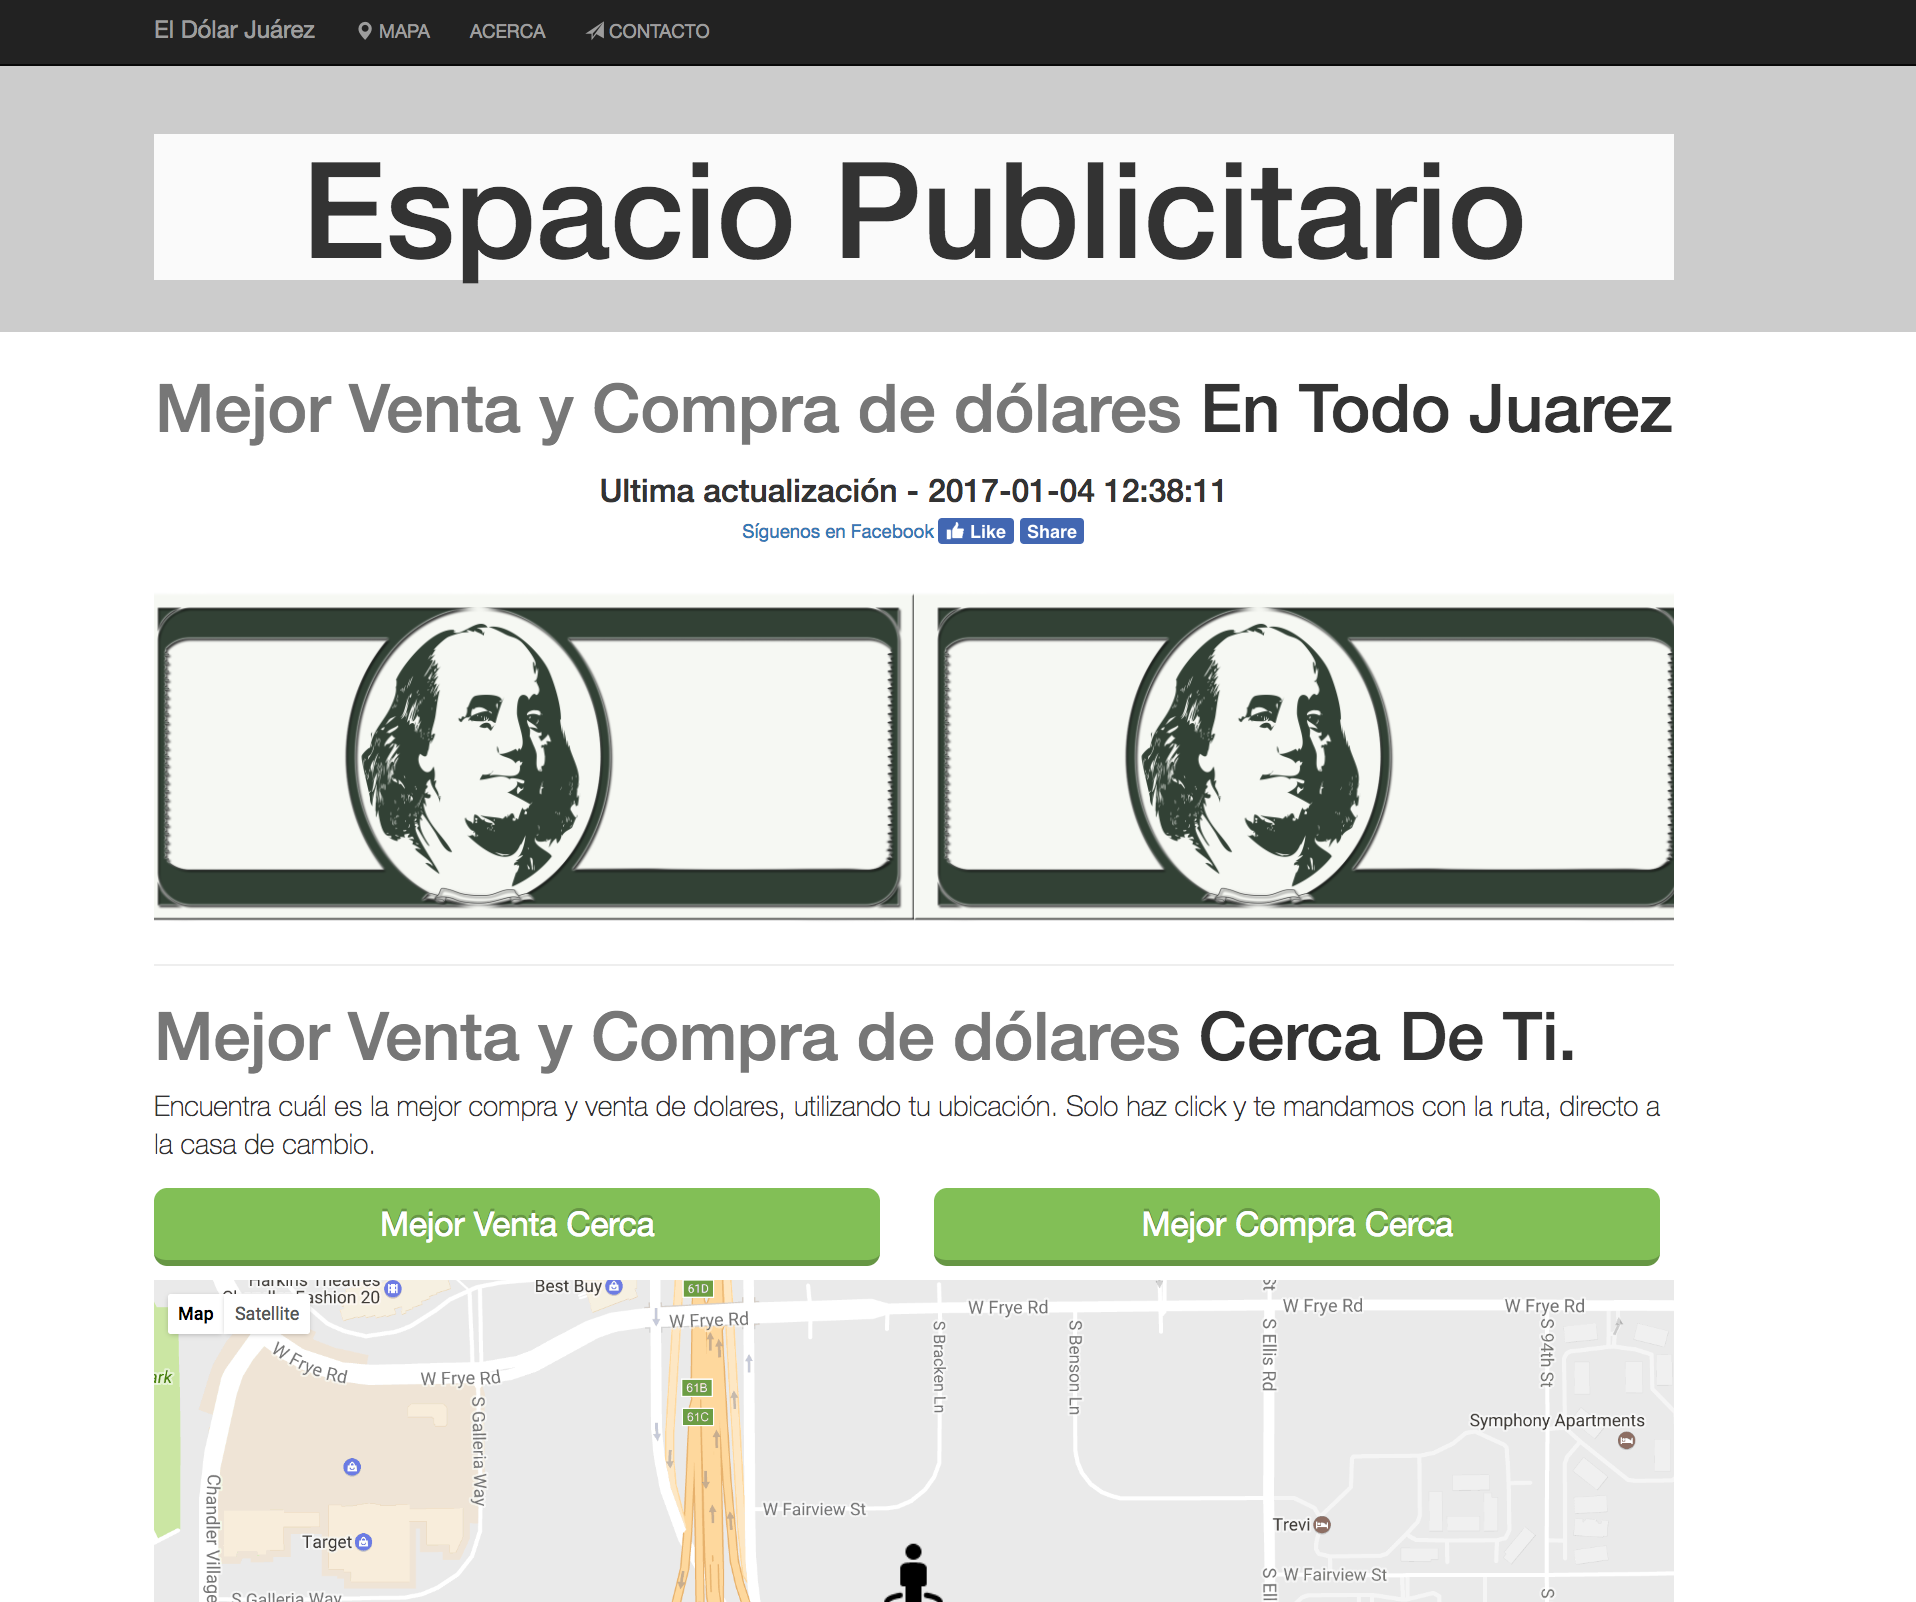 El Dólar Juárez MAPA ACERCA CONTACTO
Espacio Publicitario
Mejor Venta y Compra de dólares En Todo Juarez
Ultima actualización - 2017-01-04 12:38:11
Síguenos en Facebook Like Share
Mejor Venta y Compra de dólares Cerca De Ti.
Encuentra cuál es la mejor compra y venta de dolares, utilizando tu ubicación. Solo haz click y te mandamos con la ruta, directo a
la casa de cambio.
Mejor Venta Cerca
Mejor Compra Cerca
Harkins Theatres
Fashion 20
Map Satellite
Best Buy
61D
W Frye Rd
W Frye Rd
W Frye Rd
W Frye Rd
W Frye Rd
W Frye Rd
S Bracken Ln
S Benson Ln
S Ellis Rd
S 94th St
61B
61C
S Galleria Way
Symphony Apartments
Chandler Village
W Fairview St
Target
Trevi
W Fairview St
S Galleria Way